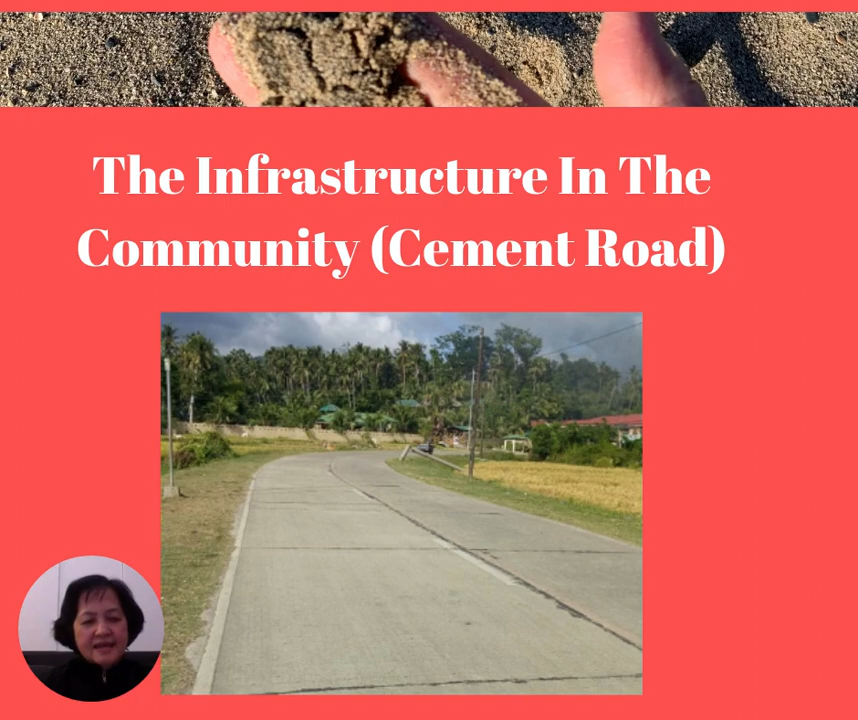 The Infrastructure In The
Community (Cement Road)